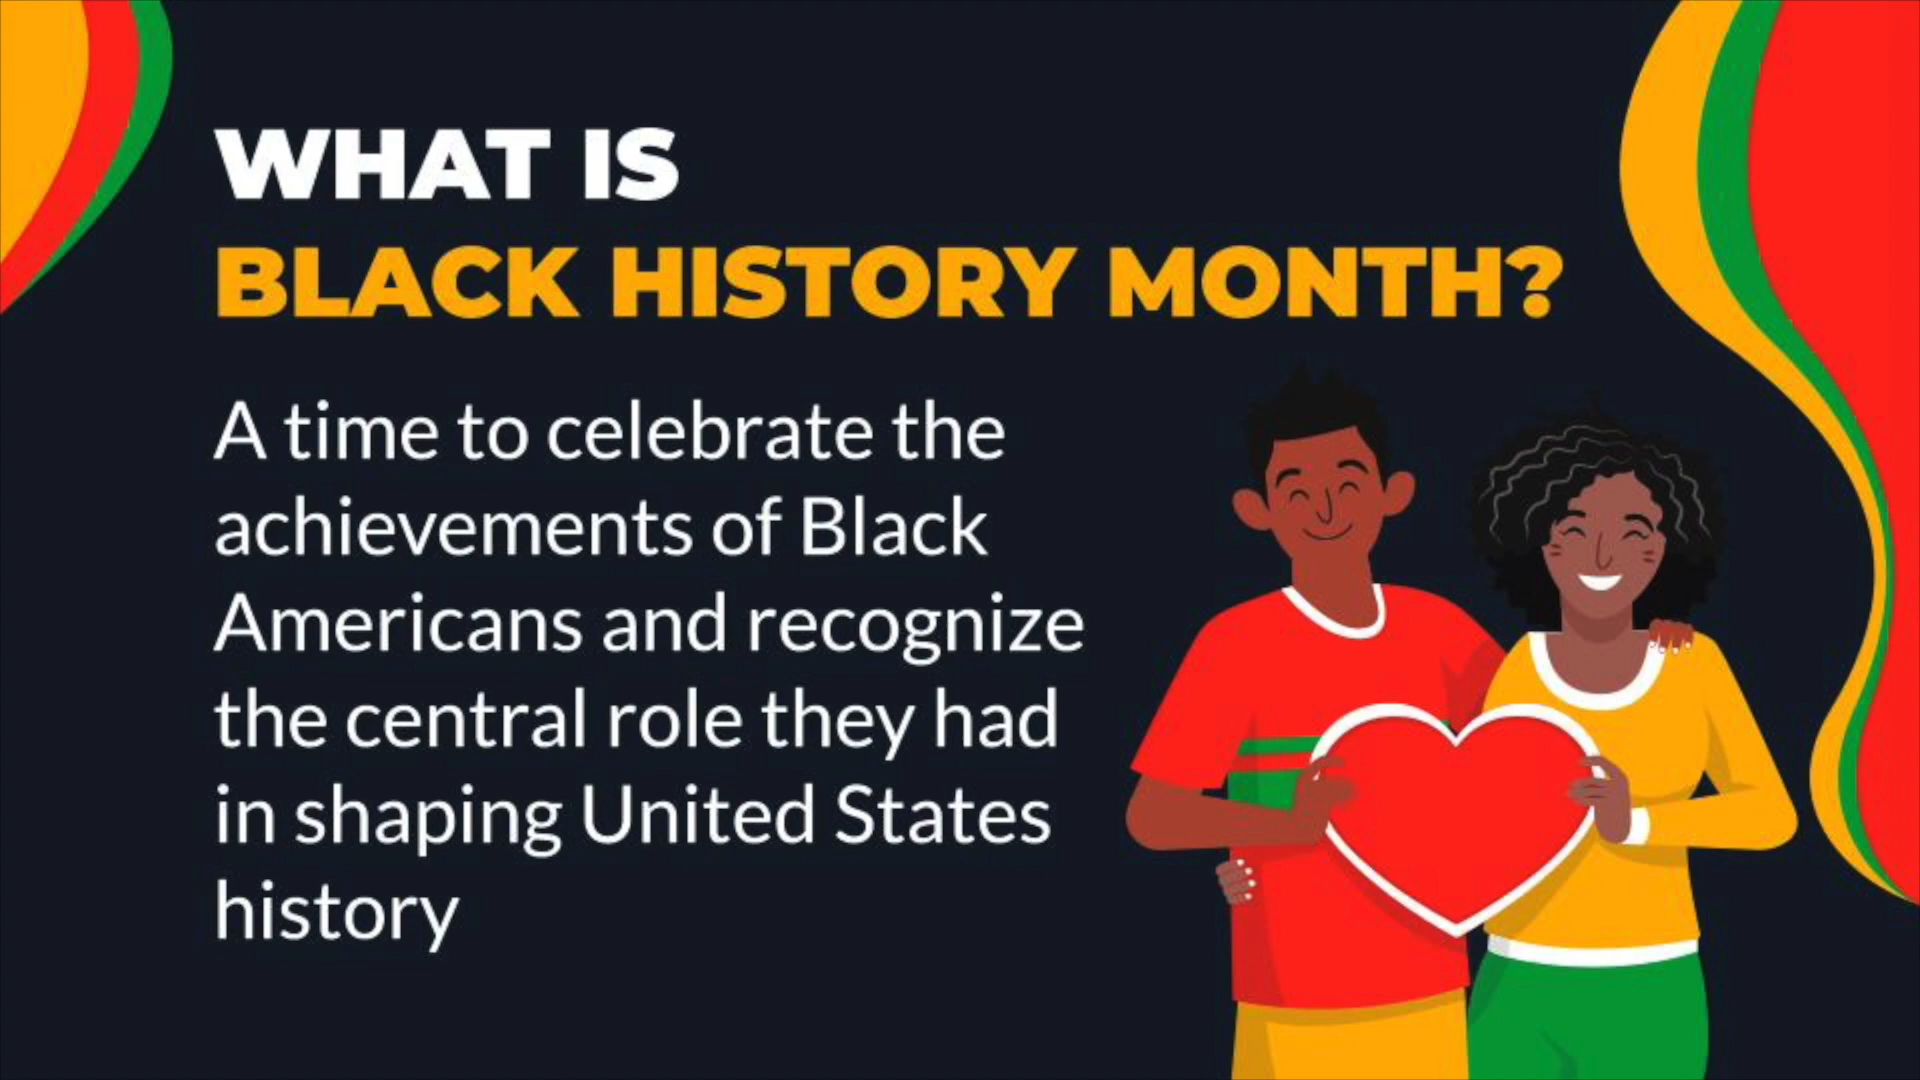 WHAT IS
BLACK HISTORY MONTH?
A time to celebrate the
achievements of Black
Americans and recognize
the central role they had
in shaping United States
history